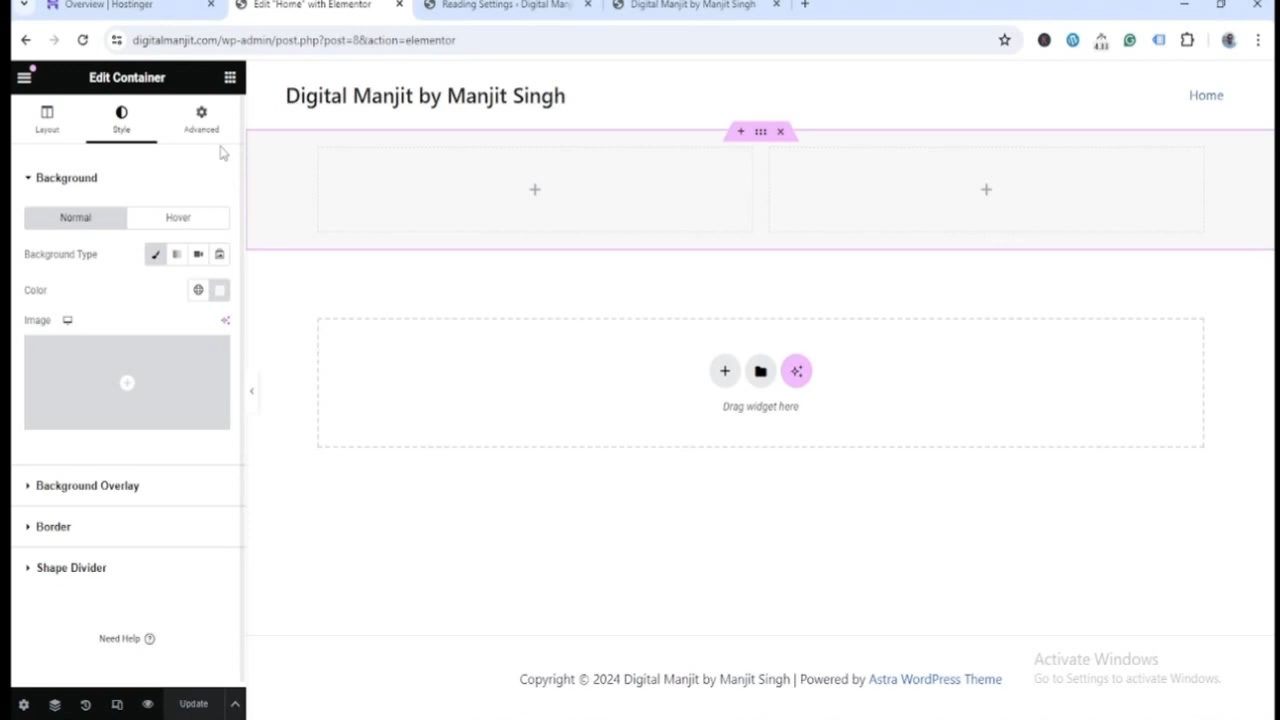 Overview | Hostinger
Edit "Home" with Elementor
Reading Settings ‹ Digital Manj
Digital Manjit by Manjit Singh
digitalmanjit.com/wp-admin/post.php?post=8&action=elementor
4.11
Edit Container
Layout
Style
Advanced
Digital Manjit by Manjit Singh
Home
Background
Normal
Hover
Background Type
Color
Image
Drag widget here
Background Overlay
Border
Shape Divider
Need Help
Update
Copyright © 2024 Digital Manjit by Manjit Singh | Powered by Astra WordPress Theme
Activate Windows
Go to Settings to activate Windows.